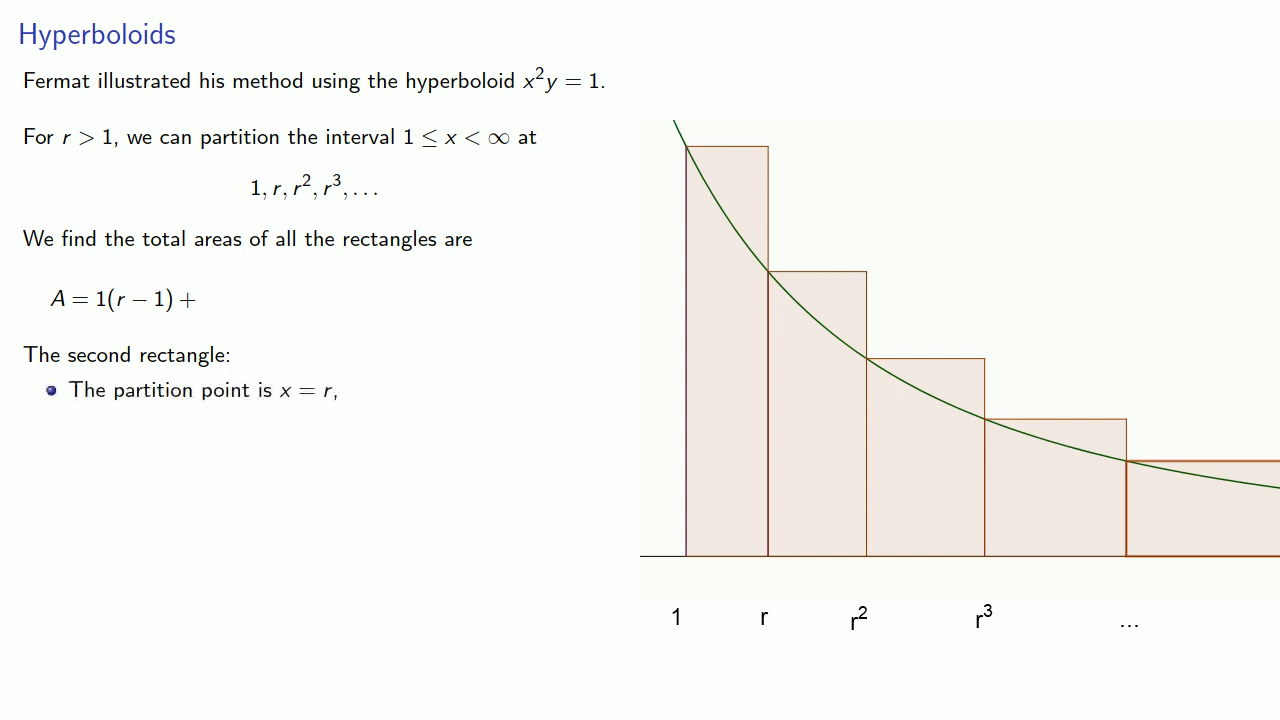 Hyperboloids
Fermat illustrated his method using the hyperboloid x²y = 1.
For r > 1, we can partition the interval 1 ≤ x < ∞ at
1, r, r², r³, . . .
We find the total areas of all the rectangles are
A = 1(r − 1) +
The second rectangle:
The partition point is x = r,
1 r r² r³ ...